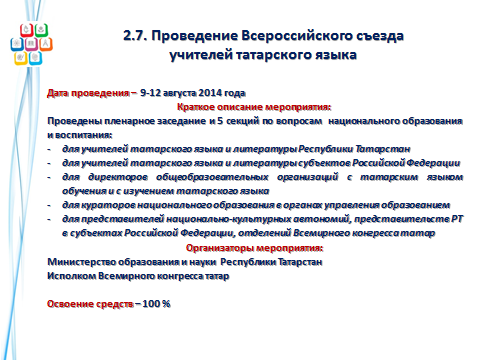 2.7. Проведение Всероссийского съезда
учителей татарского языка
Дата проведения – 9-12 августа 2014 года
Краткое описание мероприятия:
Проведены пленарное заседание и 5 секций по вопросам национального образования
и воспитания:
- для учителей татарского языка и литературы Республики Татарстан
- для учителей татарского языка и литературы субъектов Российской Федерации
- для директоров общеобразовательных организаций с татарским языком
обучения и с изучением татарского языка
- для кураторов национального образования в органах управления образованием
- для представителей национально-культурных автономий, представительств РТ
в субъектах Российской Федерации, отделений Всемирного конгресса татар
Организаторы мероприятия:
Министерство образования и науки Республики Татарстан
Исполком Всемирного конгресса татар
Освоение средств – 100 %